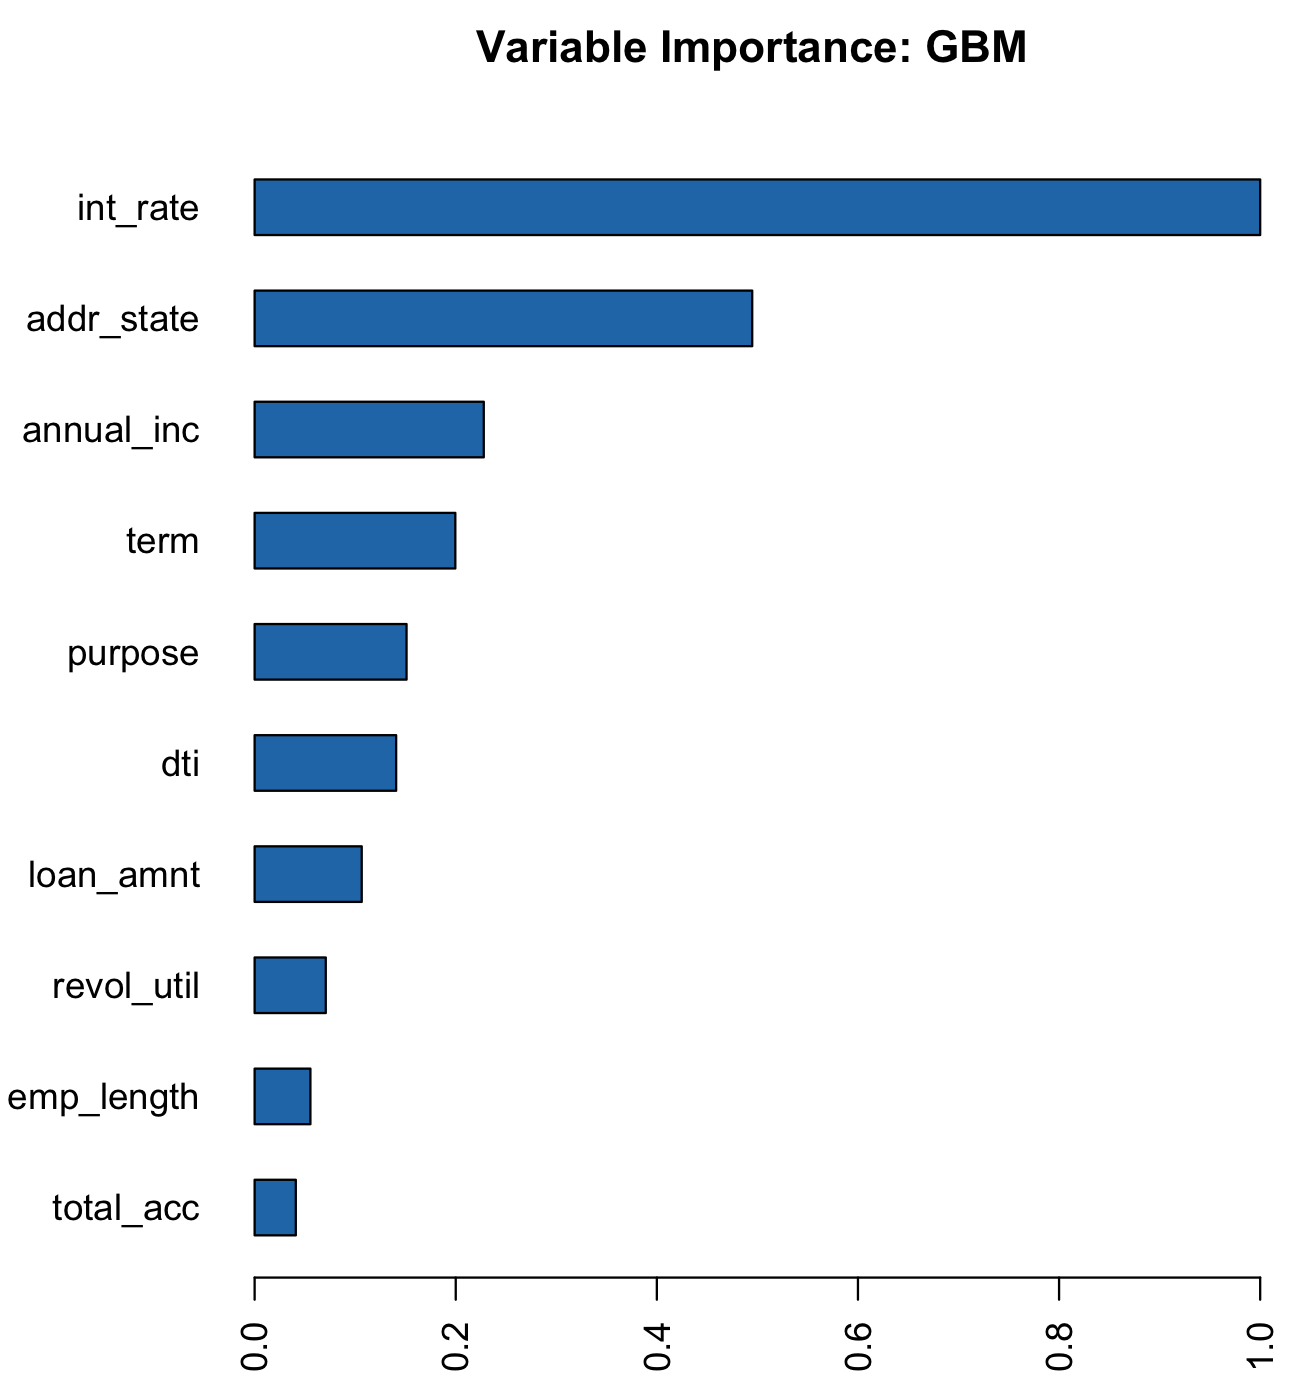 Variable Importance: GBM
int_rate
addr_state
annual_inc
term
purpose
dti
loan_amnt
revol_util
emp_length
total_acc
0.0
0.2
0.4
0.6
0.8
1.0